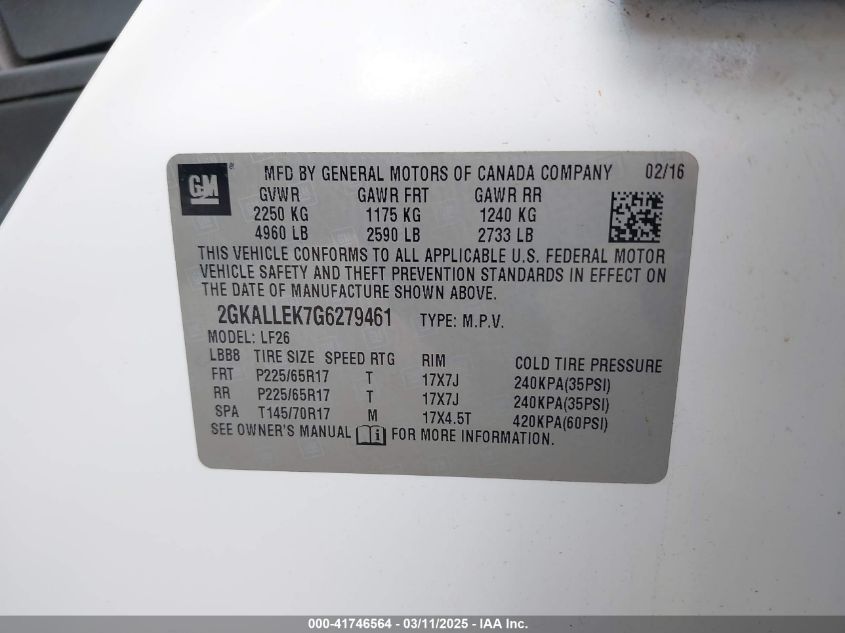 GM ® MFD BY GENERAL MOTORS OF CANADA COMPANY 02/16
GVWR GAWR FRT GAWR RR
2250 KG 1175 KG 1240 KG
4960 LB 2590 LB 2733 LB
THIS VEHICLE CONFORMS TO ALL APPLICABLE U.S. FEDERAL MOTOR
VEHICLE SAFETY AND THEFT PREVENTION STANDARDS IN EFFECT ON
THE DATE OF MANUFACTURE SHOWN ABOVE.
2GKALLEK7G6279461 TYPE: M.P.V.
MODEL: LF26
LBB8 TIRE SIZE SPEED RTG RIM COLD TIRE PRESSURE
FRT P225/65R17 T 17X7J 240KPA(35PSI)
RR P225/65R17 T 17X7J 240KPA(35PSI)
SPA T145/70R17 M 17X4.5T 420KPA(60PSI)
SEE OWNER'S MANUAL i FOR MORE INFORMATION.
000-41746564 - 03/11/2025 - IAA Inc.